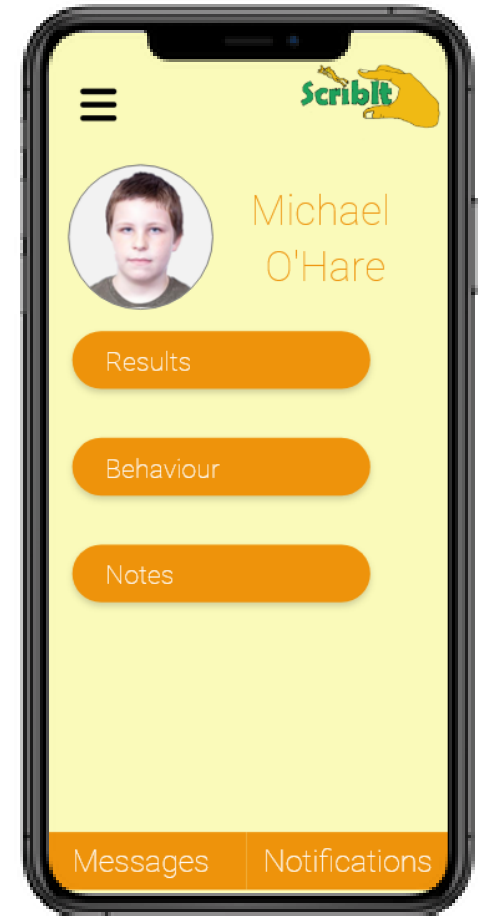 ScribIt
Michael
O'Hare
Results
Behaviour
Notes
Messages
Notifications